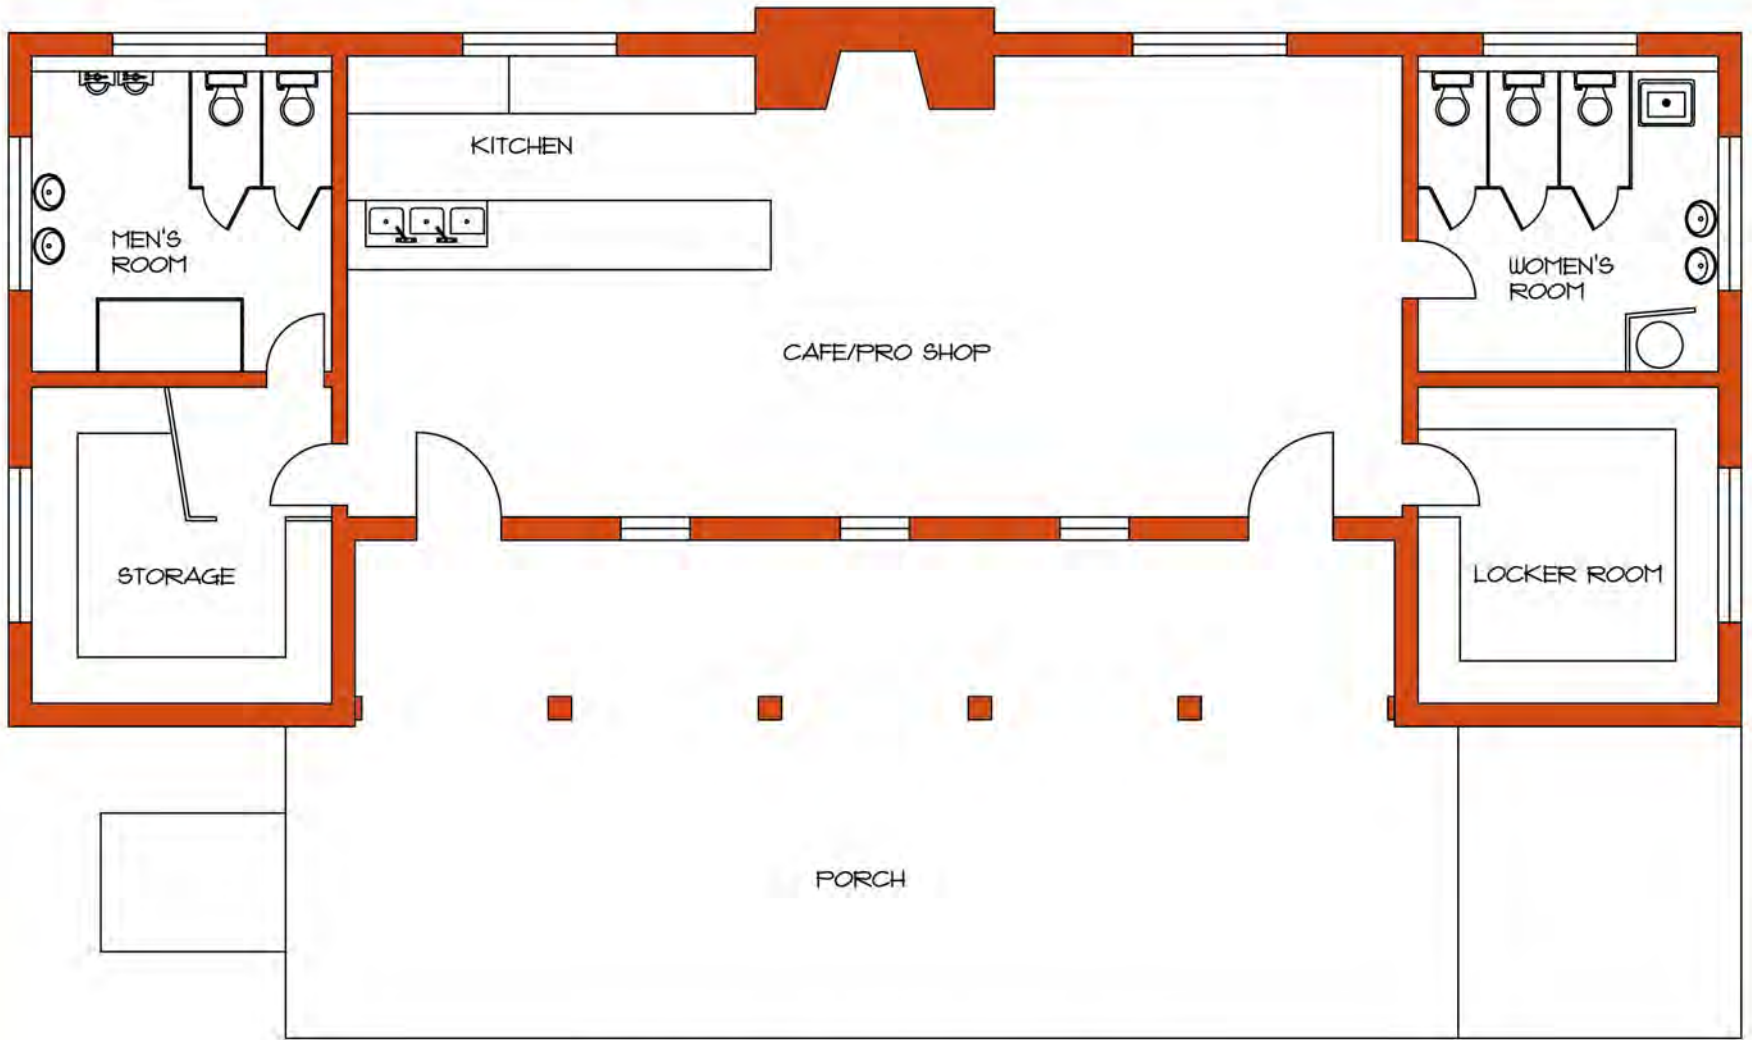 KITCHEN
MEN'S
ROOM
WOMEN'S
ROOM
CAFE/PRO SHOP
STORAGE
LOCKER ROOM
PORCH